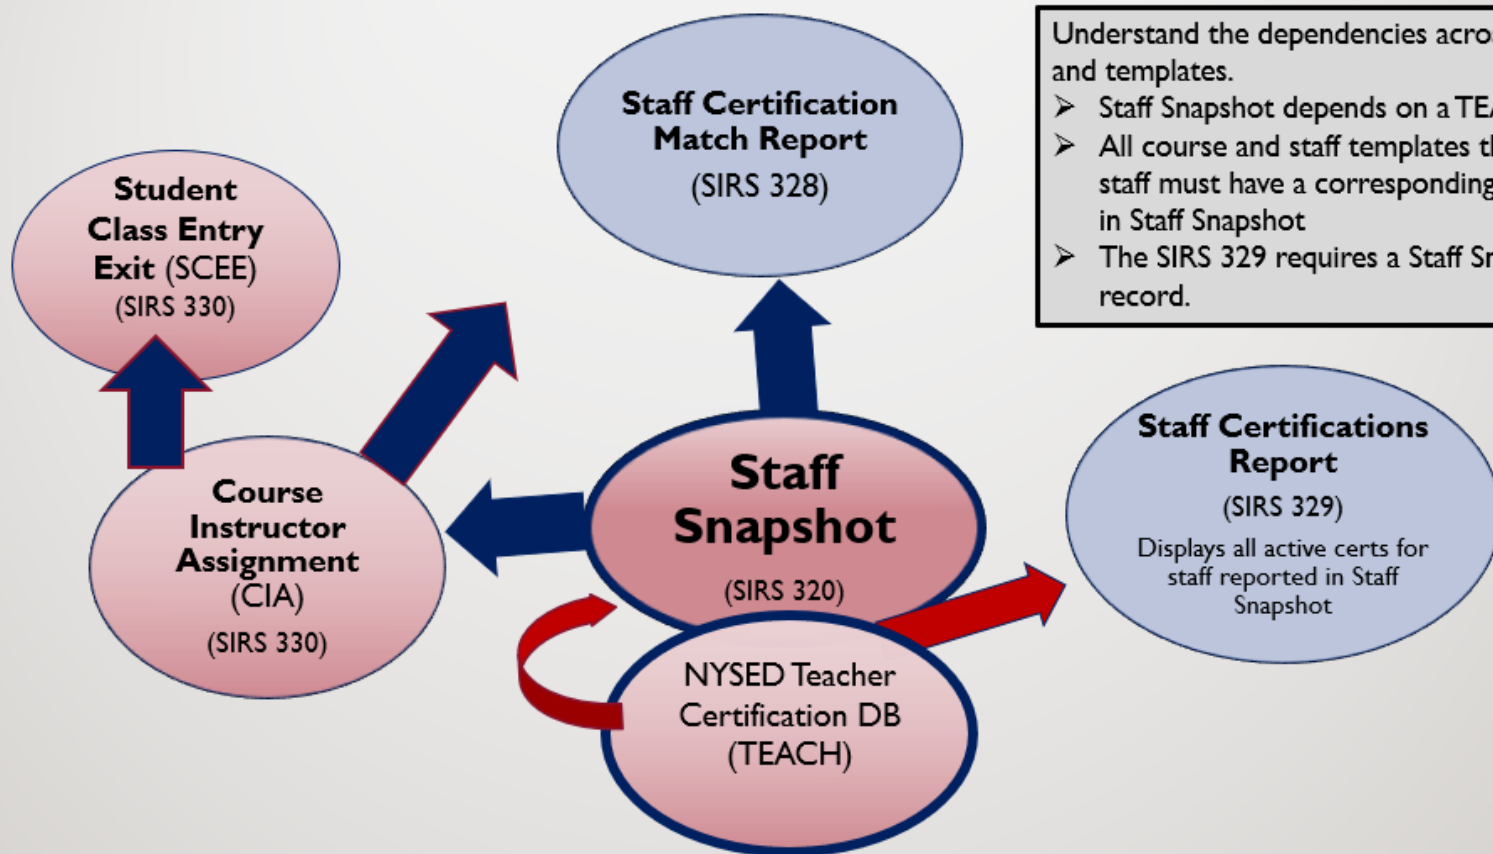 Understand the dependencies across
and templates.
➢ Staff Snapshot depends on a
➢ All course and staff templates
staff must have a corresponding
in Staff Snapshot
➢ The SIRS 329 requires a Staff
record.
Staff Certification
Match Report
(SIRS 328)
Student
Class Entry
Exit (SCEE)
(SIRS 330)
Staff Certifications
Report
(SIRS 329)
Displays all active certs for
staff reported in Staff
Snapshot
Staff
Snapshot
(SIRS 320)
Course
Instructor
Assignment
(CIA)
(SIRS 330)
NYSED Teacher
Certification DB
(TEACH)